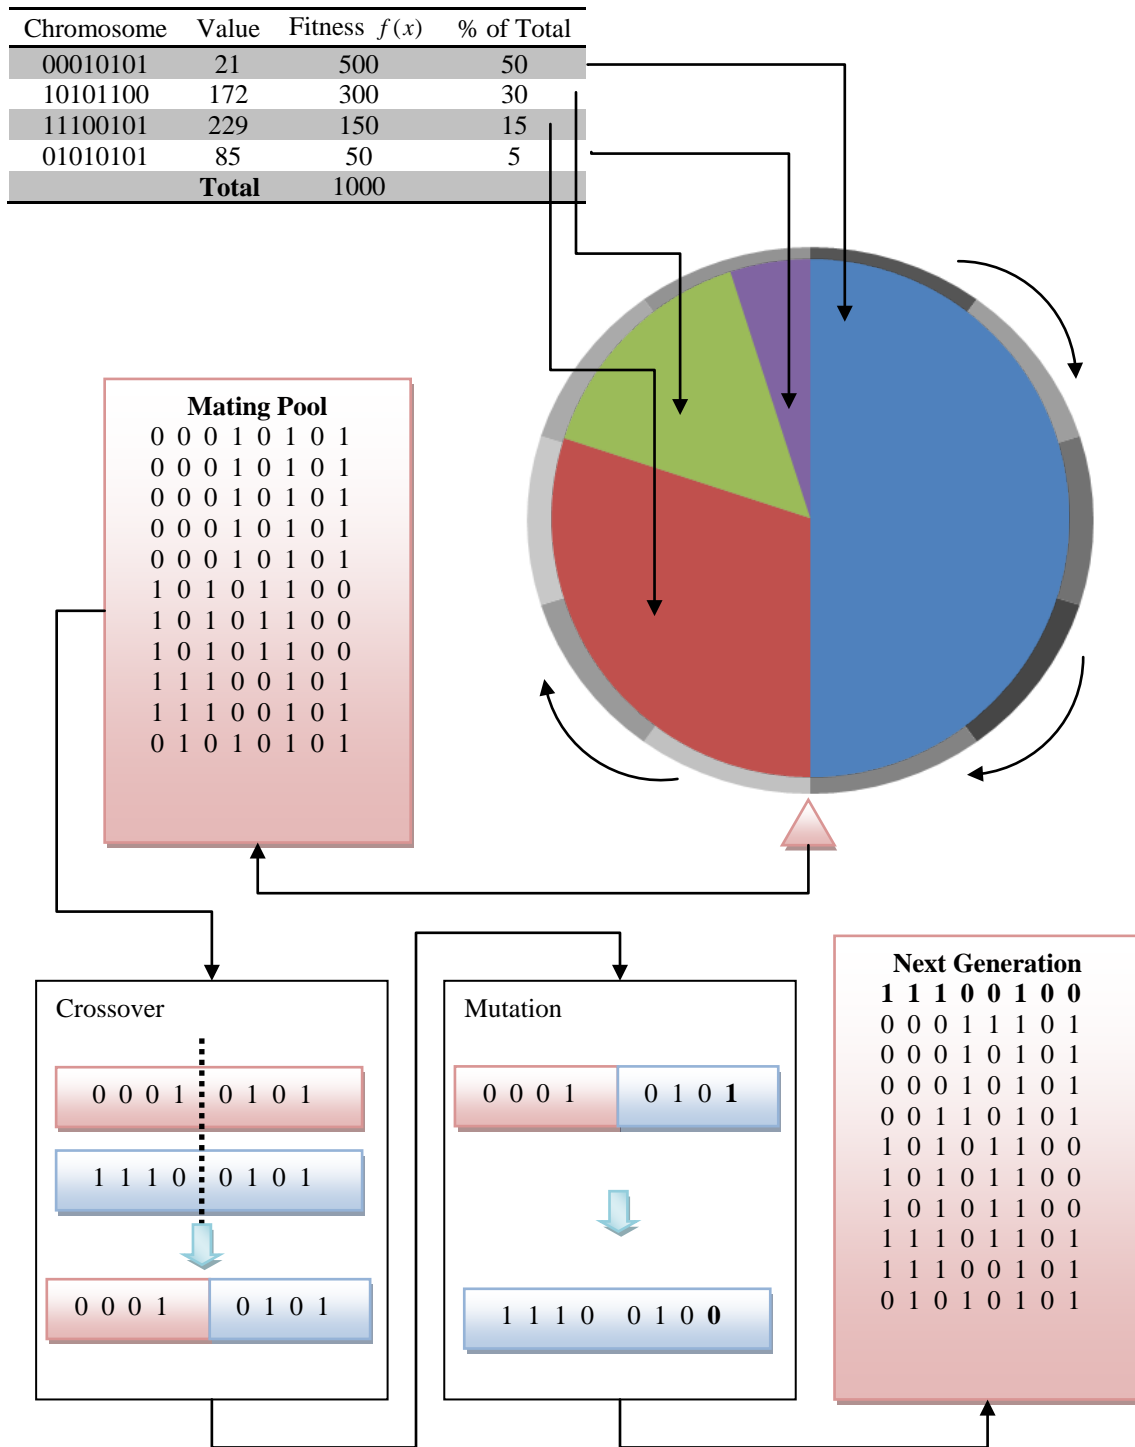 Chromosome Value Fitness f(x) % of Total
00010101 21 500 50
10101100 172 300 30
11100101 229 150 15
01010101 85 50 5
Total 1000
Mating Pool
0 0 0 1 0 1 0 1
0 0 0 1 0 1 0 1
0 0 0 1 0 1 0 1
0 0 0 1 0 1 0 1
0 0 0 1 0 1 0 1
1 0 1 0 1 1 0 0
1 0 1 0 1 1 0 0
1 0 1 0 1 1 0 0
1 1 1 0 0 1 0 1
1 1 1 0 0 1 0 1
0 1 0 1 0 1 0 1
Crossover
0 0 0 1 0 1 0 1
1 1 1 0 0 1 0 1
0 0 0 1 0 1 0 1
Mutation
0 0 0 1 0 1 0 1
1 1 1 0 0 1 0 0
Next Generation
1 1 1 0 0 1 0 0
0 0 0 1 1 1 0 1
0 0 0 1 0 1 0 1
0 0 0 1 0 1 0 1
0 0 1 1 0 1 0 1
1 0 1 0 1 1 0 0
1 0 1 0 1 1 0 0
1 0 1 0 1 1 0 0
1 1 1 0 1 1 0 1
1 1 1 0 0 1 0 1
0 1 0 1 0 1 0 1